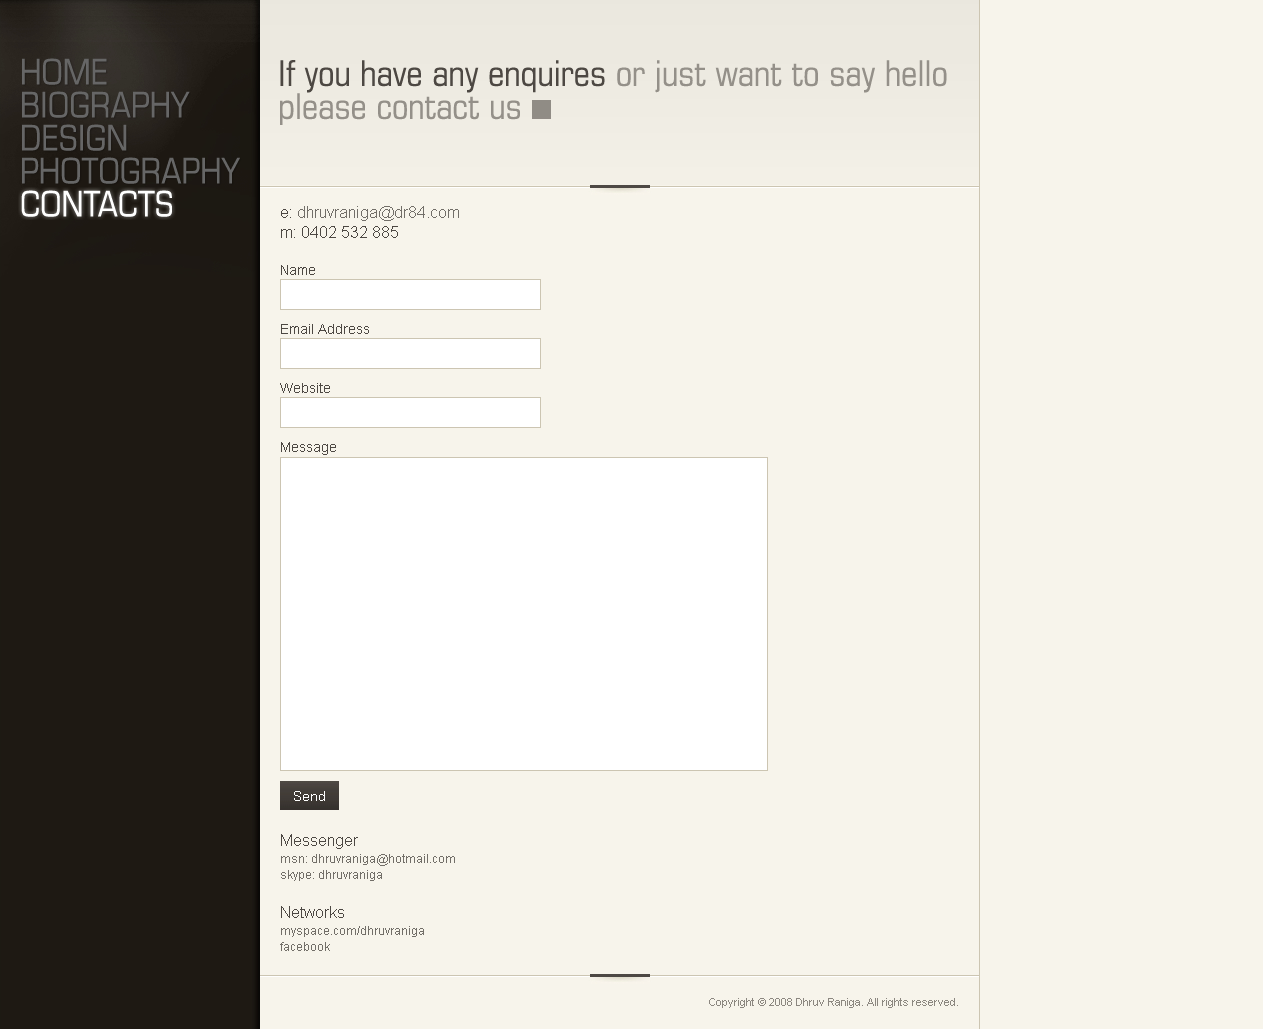 HOME
BIOGRAPHY
DESIGN
PHOTOGRAPHY
CONTACTS
If you have any enquires or just want to say hello
please contact us
e: dhruvraniga@dr84.com
m: 0402 532 885
Name
Email Address
Website
Message
Send
Messenger
msn: dhruvraniga@hotmail.com
skype: dhruvraniga
Networks
myspace.com/dhruvraniga
facebook
Copyright © 2008 Dhruv Raniga. All rights reserved.